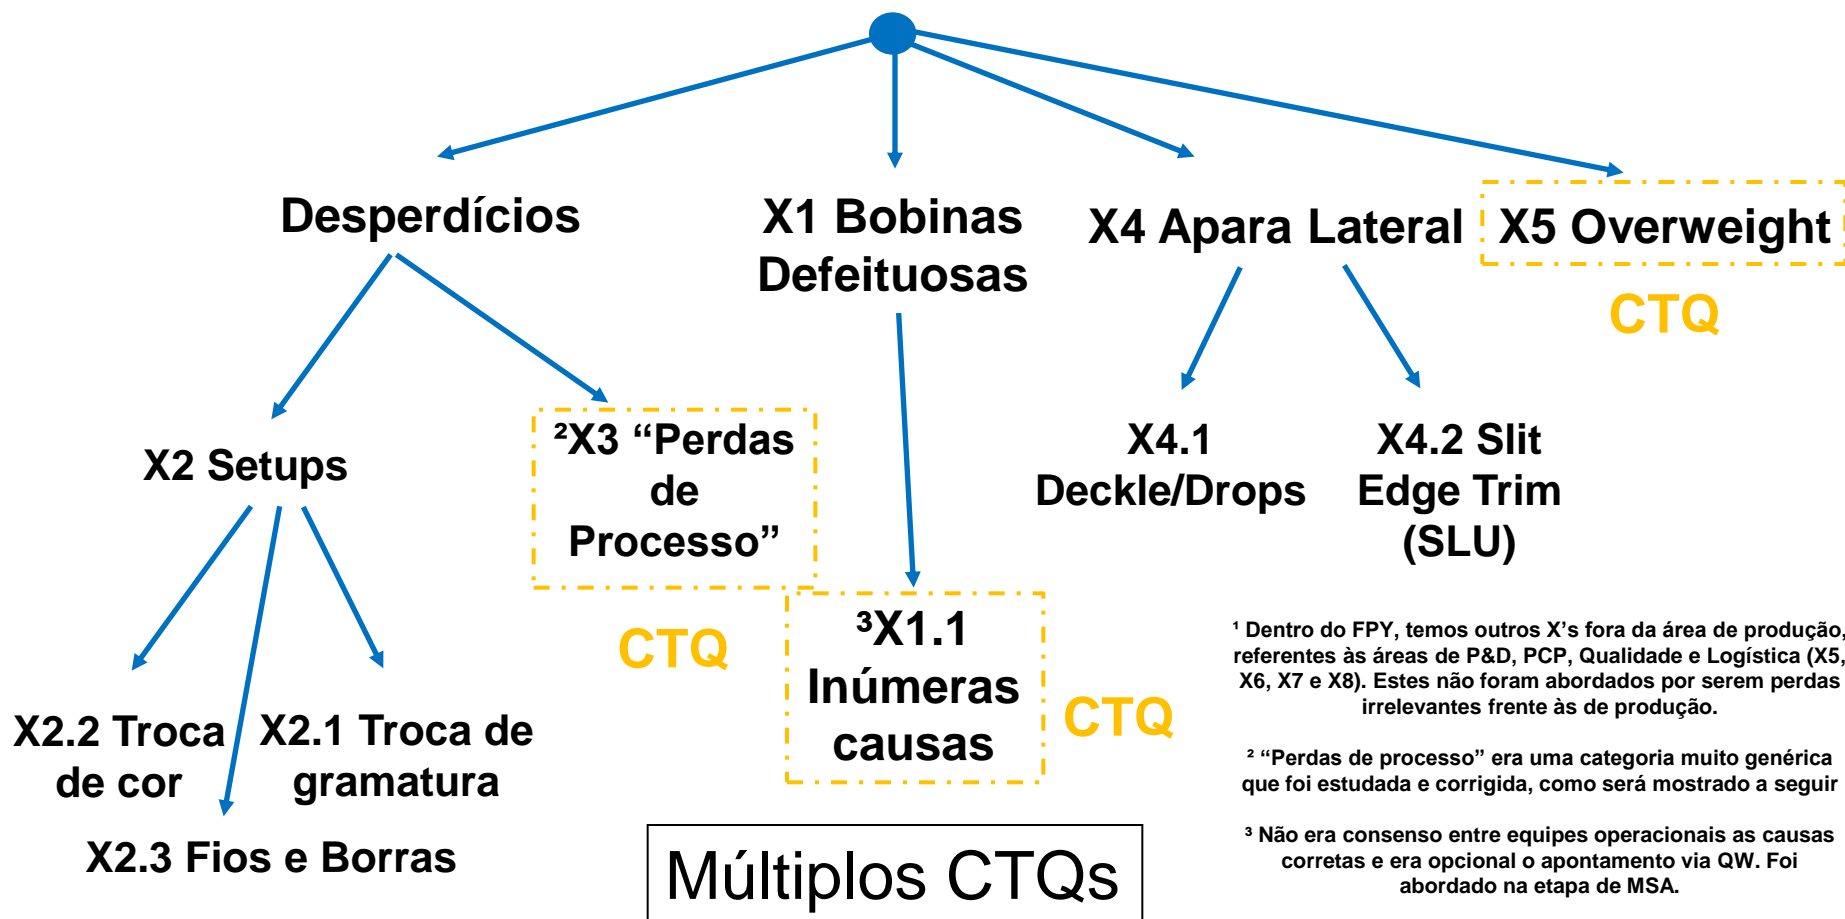 Desperdícios
X1 Bobinas
Defeituosas
X4 Apara Lateral
X5 Overweight
CTQ
X2 Setups
²X3 “Perdas
de
Processo”
CTQ
X4.1
Deckle/Drops
X4.2 Slit
Edge Trim
(SLU)
³X1.1
Inúmeras
causas
CTQ
X2.2 Troca
de cor
X2.1 Troca de
gramatura
X2.3 Fios e Borras
Múltiplos CTQs
¹ Dentro do FPY, temos outros X’s fora da área de produção,
referentes às áreas de P&D, PCP, Qualidade e Logística (X5,
X6, X7 e X8). Estes não foram abordados por serem perdas
irrelevantes frente às de produção.
² “Perdas de processo” era uma categoria muito genérica
que foi estudada e corrigida, como será mostrado a seguir
³ Não era consenso entre equipes operacionais as causas
corretas e era opcional o apontamento via QW. Foi
abordado na etapa de MSA.